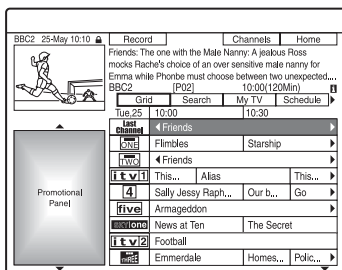 BBC2 25-May 10:10 Record Channels Home
Friends: The one with the Male Nanny: A jealous Ross
mocks Rache's choice of an over sensitive male nanny for
Emma while Phonbe must choose between two unexpected...
BBC2 [P02] 10:00(120Min) i
Grid Search My TV Schedule
Tue,25 10:00 10:30
Last Channel Friends
ONE Flimbles Starship
TWO Friends
itv1 This... Alias This...
4 Sally Jessy Raph... Our b... Go
five Armageddon
sky one News at Ten The Secret
itv2 Football
THREE Emmerdale Homes... Polic...
Promotional
Panel